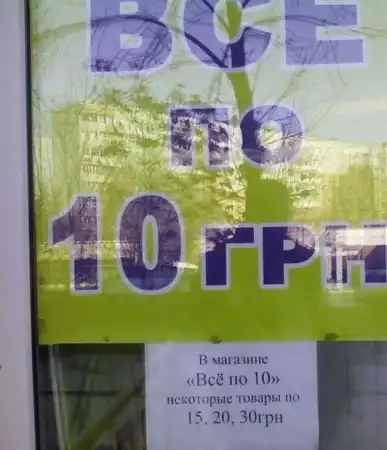 ВСЕ
по
10 ГРН
В магазине
«Всё по 10»
некоторые товары по
15, 20, 30грн